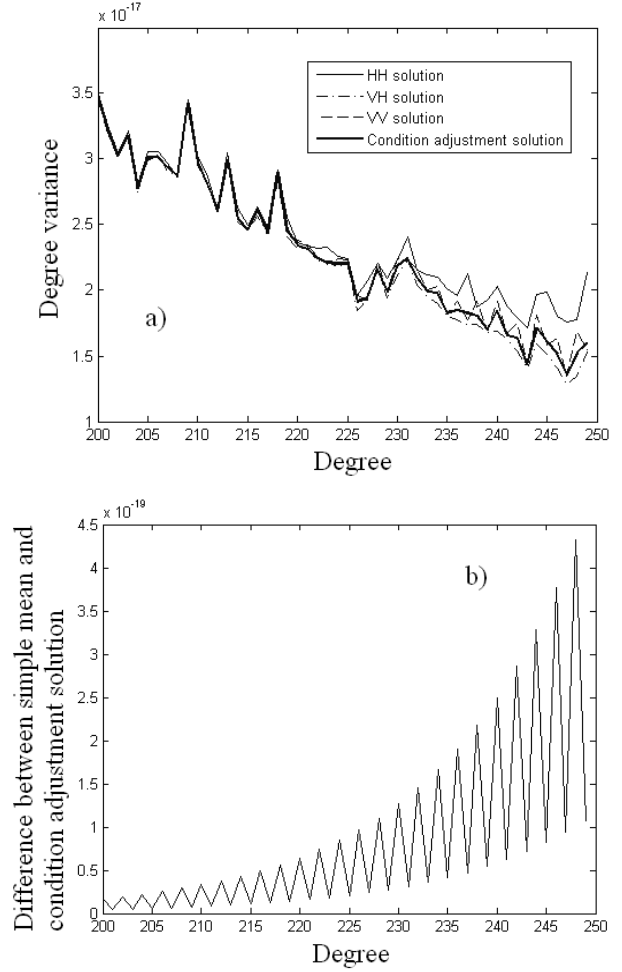 x 10⁻¹⁷
3.5
3
2.5
2
1.5
1
Degree variance
HH solution
VH solution
VV solution
Condition adjustment solution
a)
200 205 210 215 220 225 230 235 240 245 250
Degree
x 10⁻¹⁹
4.5
4
3.5
3
2.5
2
1.5
1
0.5
0
Difference between simple mean and
condition adjustment solution
b)
200 205 210 215 220 225 230 235 240 245 250
Degree